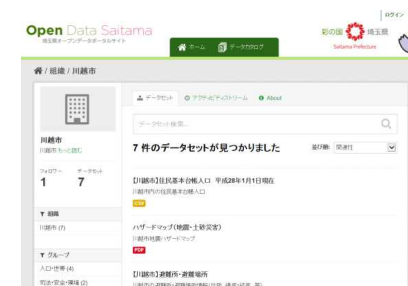 ログイン
Open Data Saitama
埼玉県オープンデータポータルサイト
ホーム
データカタログ
彩の国 埼玉県
Saitama Prefecture
/ 組織 / 川越市
データセット
アクティビティストリーム
About
データセット検索...
川越市
川越市 もっと読む
フォロワー データセット
1 7
7 件のデータセットが見つかりました
並び順: 関連性
【川越市】住民基本台帳人口 平成28年1月1日現在
川越市内の住民基本台帳人口
CSV
ハザードマップ(地震・土砂災害)
川越市地震ハザードマップ
PDF
【川越市】避難所・避難場所
組織
川越市 (7)
グループ
人口・世帯 (4)
司法・安全・環境 (2)